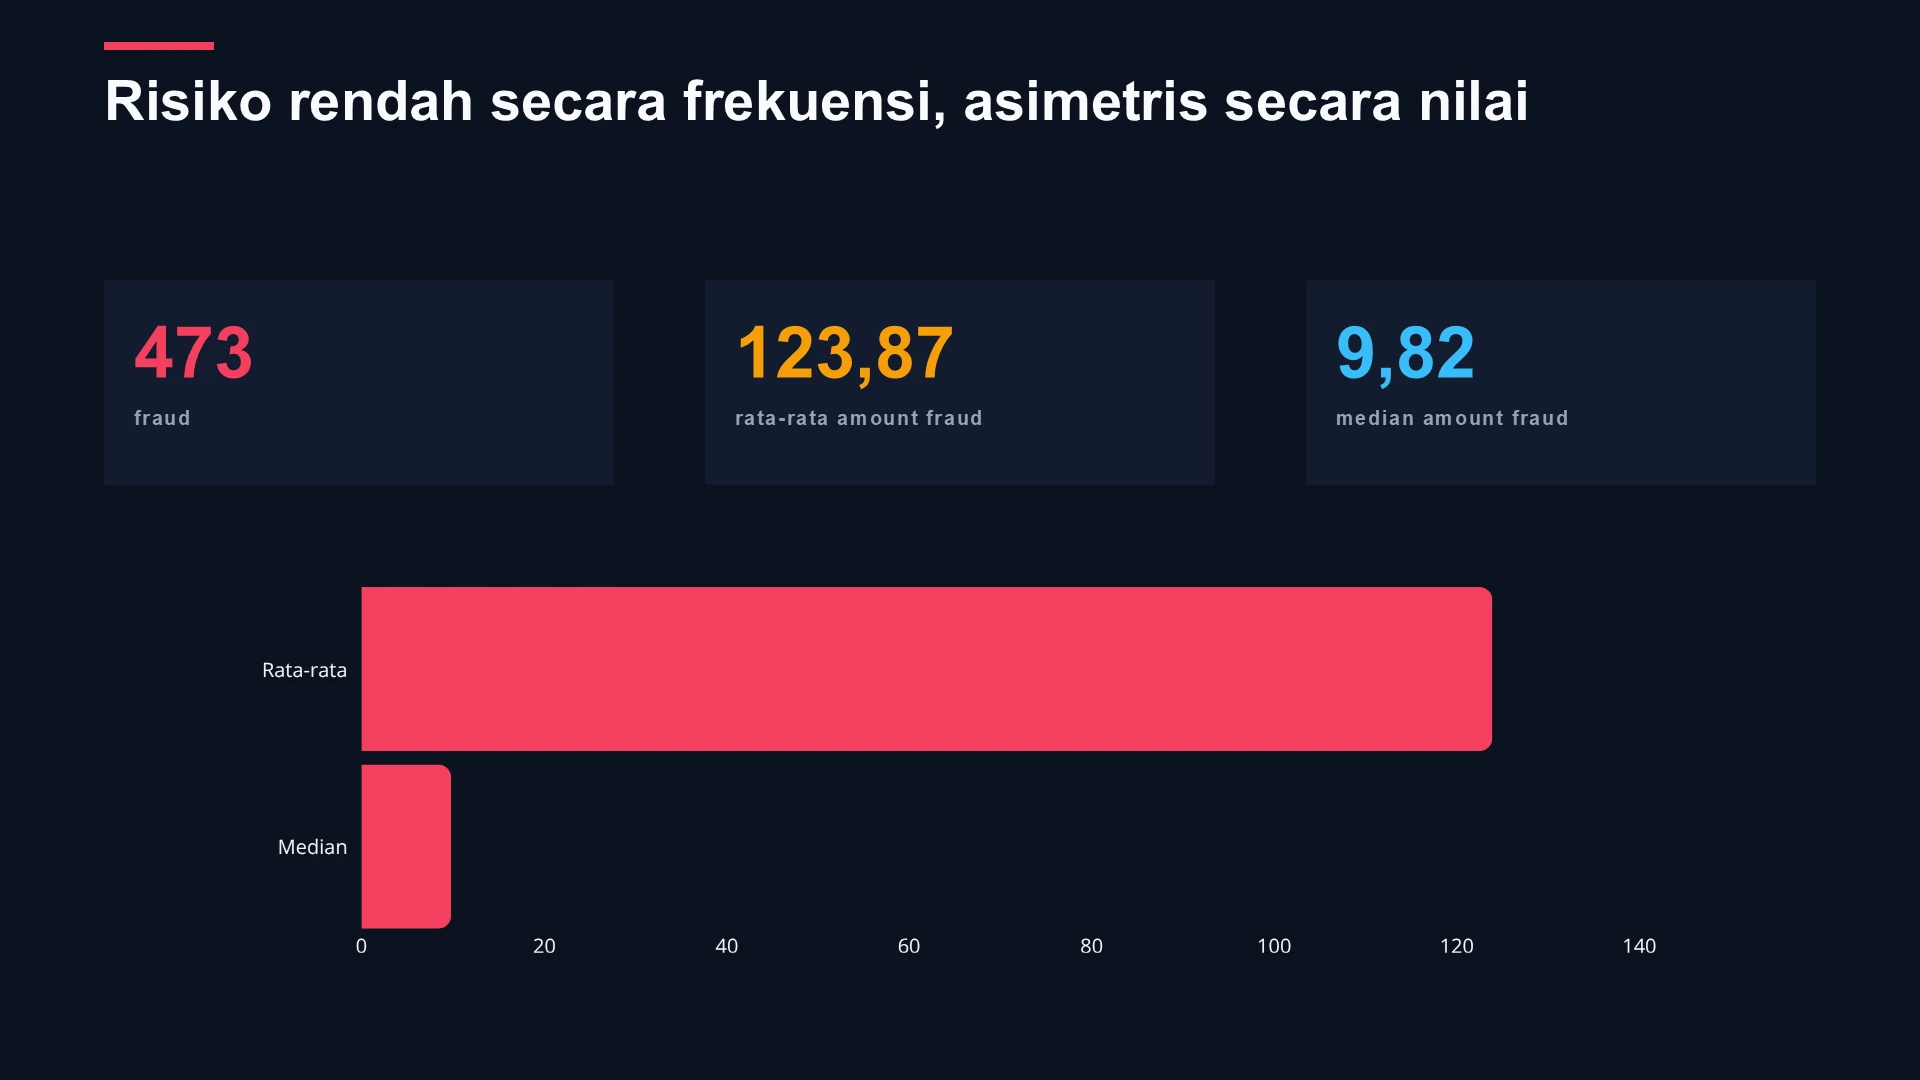 Risiko rendah secara frekuensi, asimetris secara nilai
473
fraud
123,87
rata-rata amount fraud
9,82
median amount fraud
Rata-rata
Median
0 20 40 60 80 100 120 140